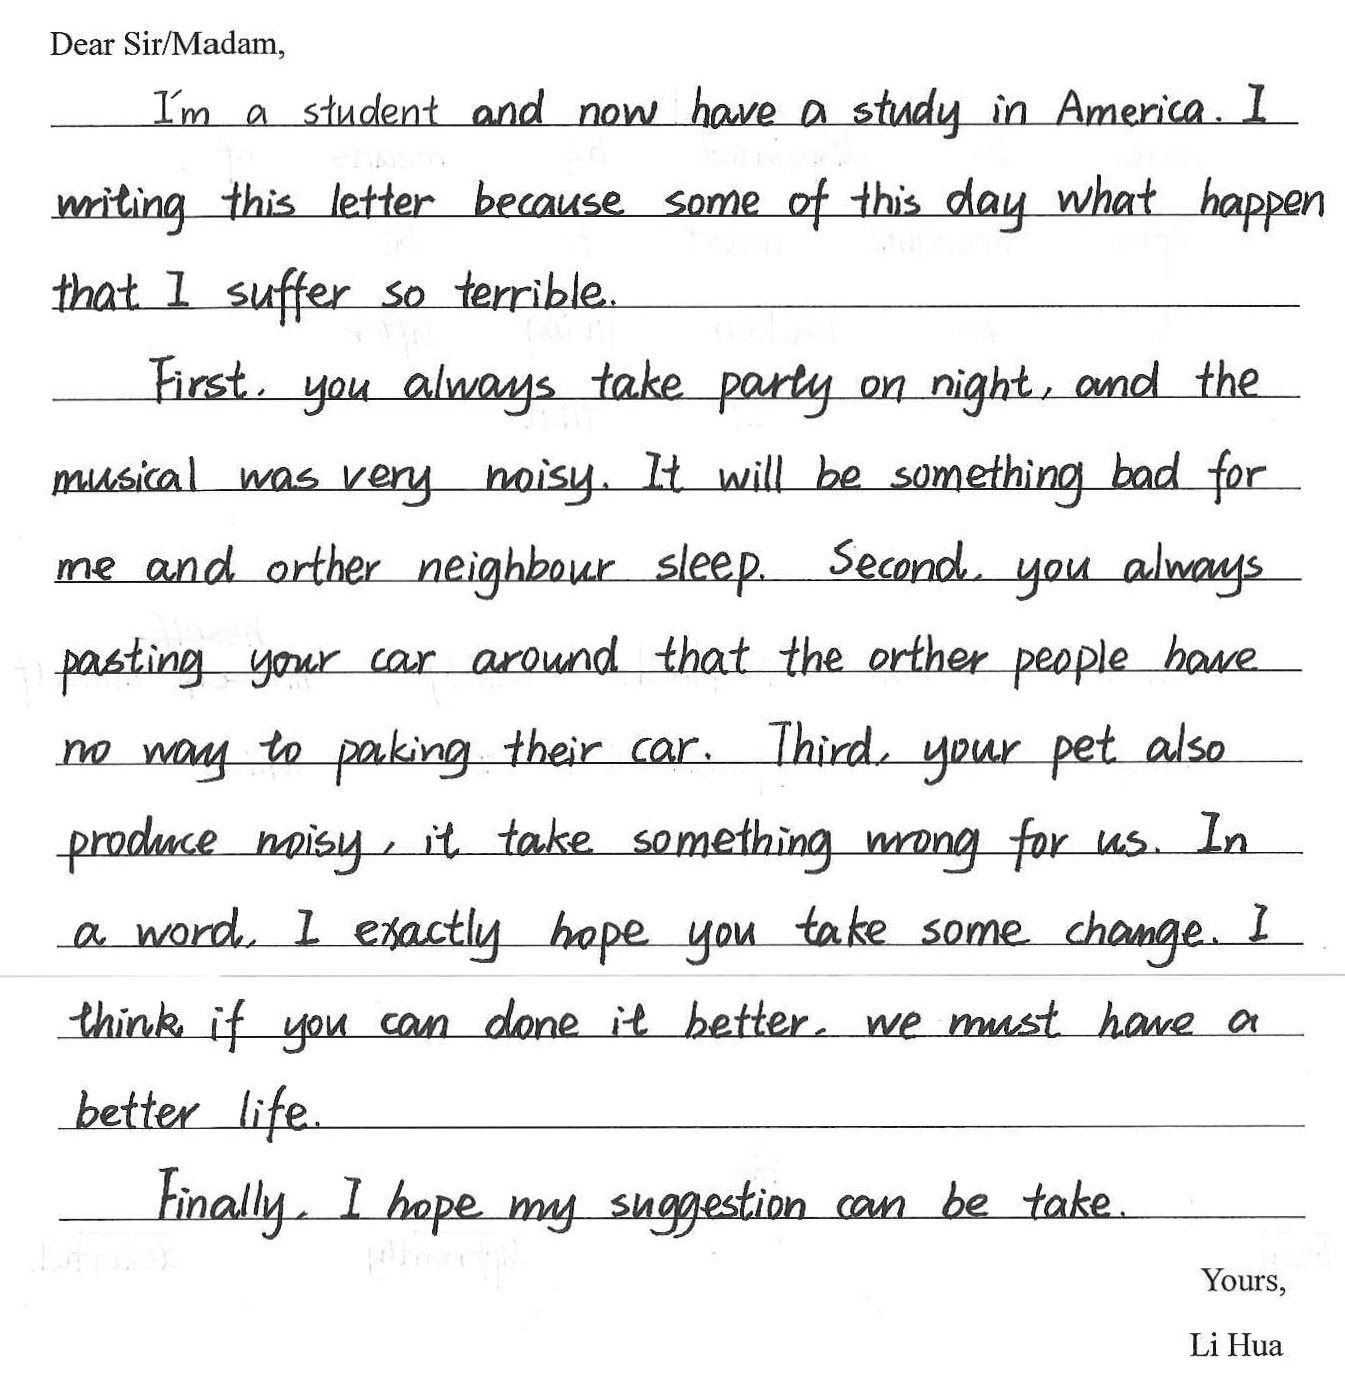 Dear Sir/Madam,
I'm a student and now have a study in America. I
writing this letter because some of this day what happen
that I suffer so terrible.
First, you always take party on night, and the
musical was very noisy. It will be something bad for
me and orther neighbour sleep. Second, you always
pasting your car around that the orther people have
no way to paking their car. Third, your pet also
produce noisy, it take something wrong for us. In
a word, I exactly hope you take some change. I
think if you can done it better, we must have a
better life.
Finally, I hope my suggestion can be take.
Yours,
Li Hua